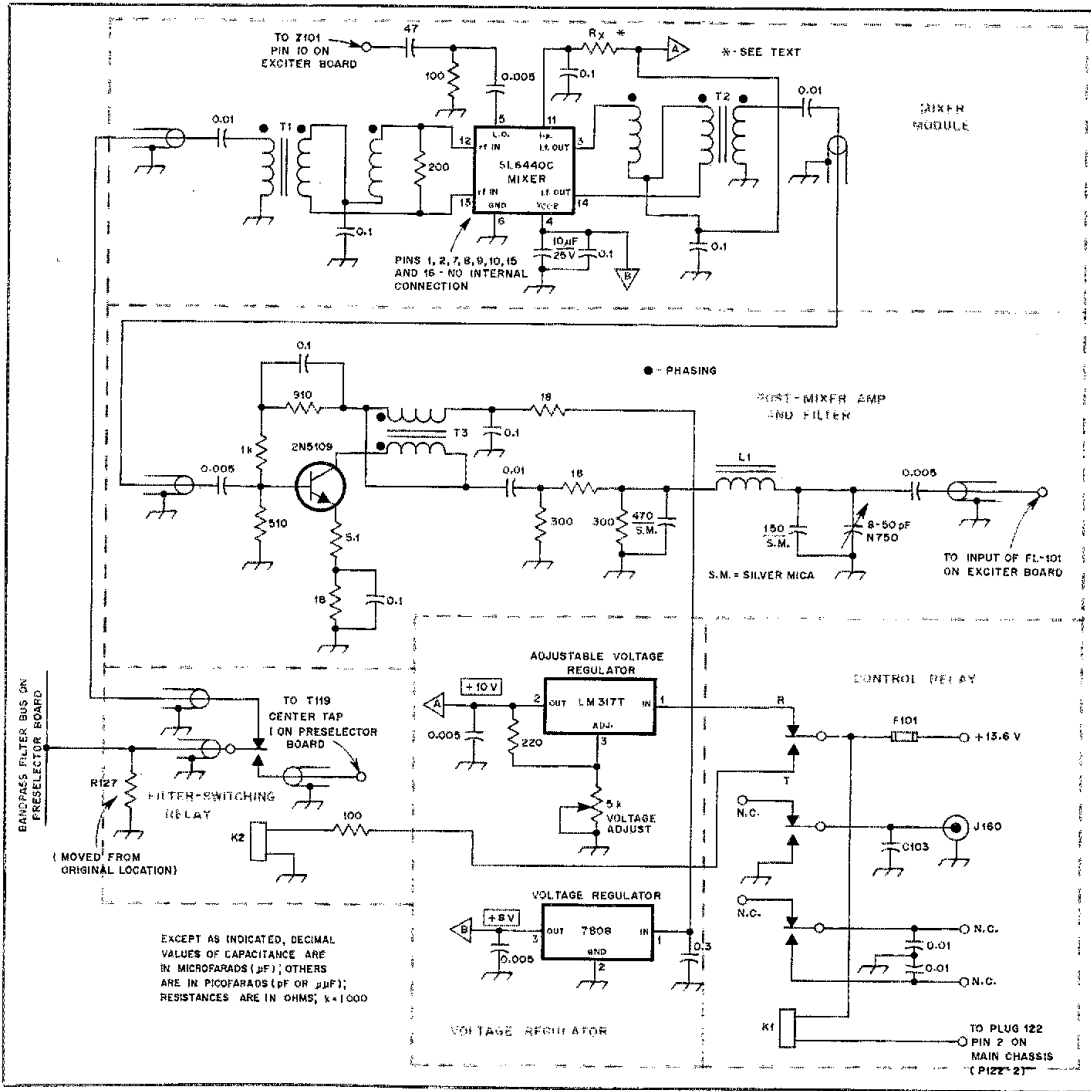 TO Z101
PIN 10 ON
EXCITER BOARD
47
100
0.005
RX *
A
*-SEE TEXT
0.1
0.01
T1
0.1
200
12
5
L.O.
11
I.p.
rf IN
3
I.f. OUT
SL6440C
MIXER
rf IN
13
GND
6
I.f. OUT
VCC-2
4
14
T2
0.01
MIXER
MODULE
0.1
10µF
25V
0.1
B
PINS 1, 2, 7, 8, 9, 10, 15
AND 16 - NO INTERNAL
CONNECTION
0.1
910
1k
2N5109
T3
18
0.1
● - PHASING
POST-MIXER AMP
AND FILTER
0.005
510
5.1
18
0.1
0.01
18
300
300
470
S.M.
L1
150
S.M.
8-50 pF
N750
0.005
S.M. = SILVER MICA
TO INPUT OF FL-101
ON EXCITER BOARD
BANDPASS FILTER BUS ON
PRESELECTOR BOARD
R127
(MOVED FROM
ORIGINAL LOCATION)
TO T119
CENTER TAP
(ON PRESELECTOR
BOARD
FILTER-SWITCHING
RELAY
K2
100
ADJUSTABLE VOLTAGE
REGULATOR
A
+10V
2
OUT
LM317T
IN
1
ADJ.
3
0.005
220
5k
VOLTAGE
ADJUST
VOLTAGE REGULATOR
B
+8V
3
OUT
7808
IN
1
GND
2
0.005
0.3
VOLTAGE REGULATOR
CONTROL RELAY
R
T
F101
+13.6 V
N.C.
C103
J160
N.C.
0.01
0.01
N.C.
N.C.
K1
TO PLUG 122
PIN 2 ON
MAIN CHASSIS
(P122-2)
EXCEPT AS INDICATED, DECIMAL
VALUES OF CAPACITANCE ARE
IN MICROFARADS (µF); OTHERS
ARE IN PICOFARADS (pF OR µµF);
RESISTANCES ARE IN OHMS; k=1000